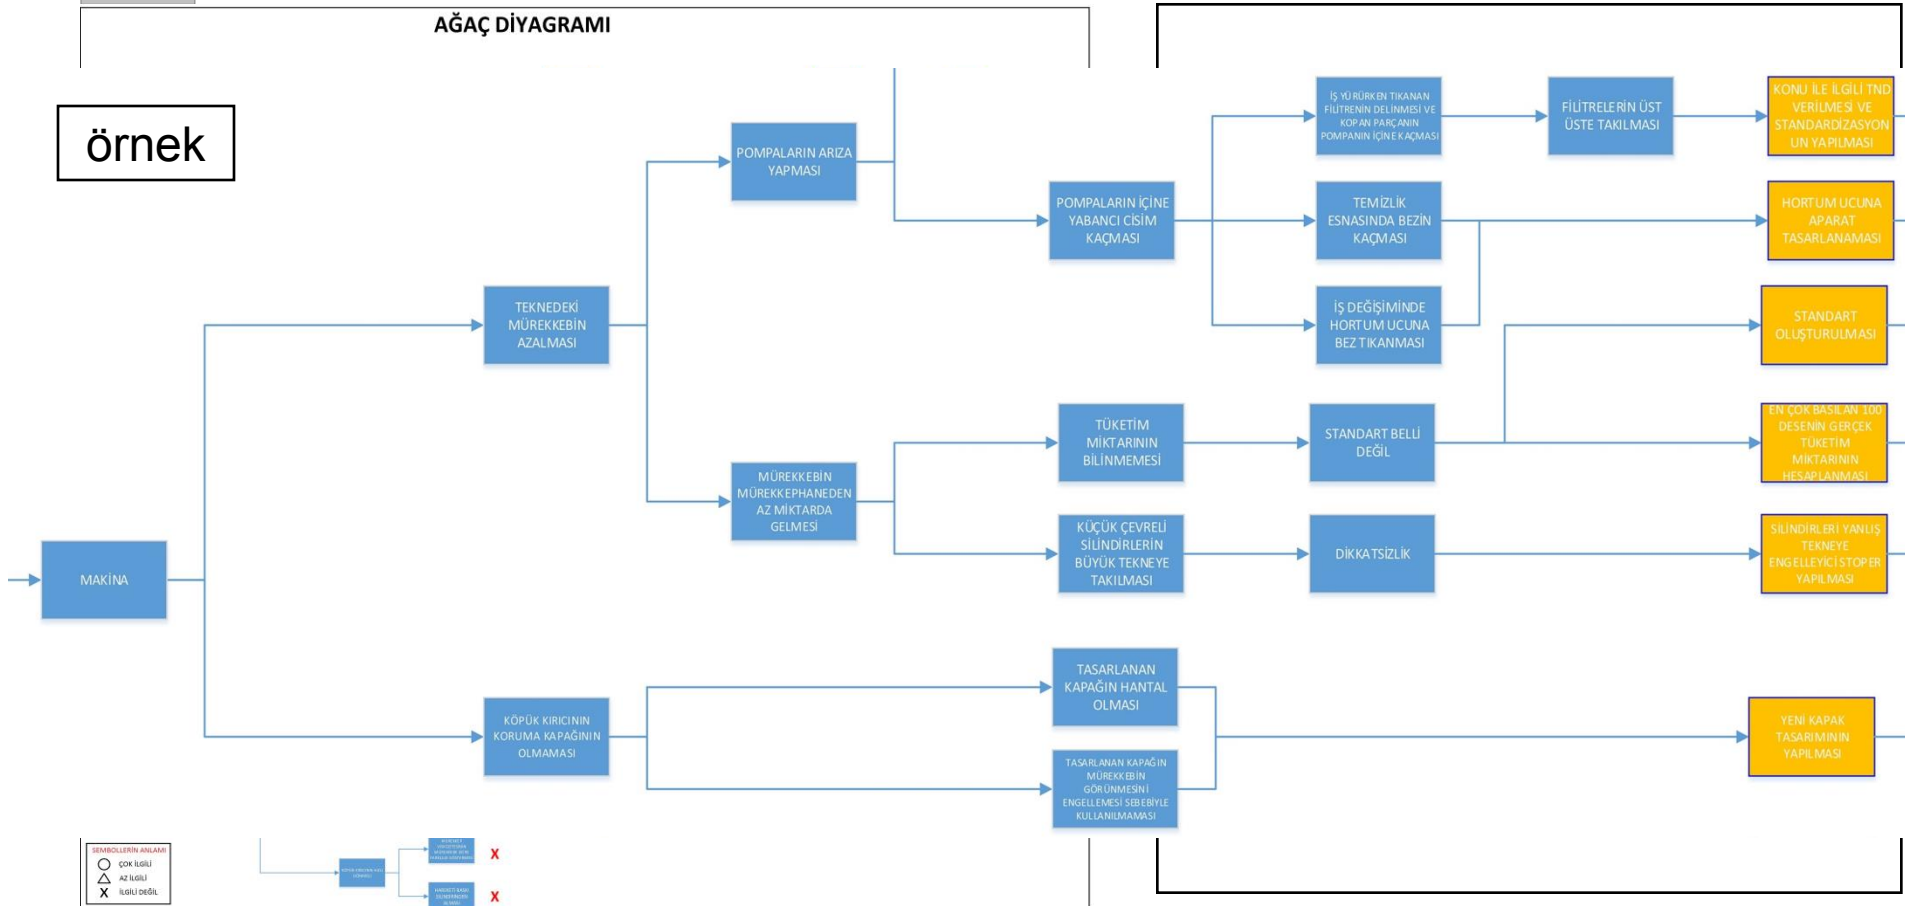 AĞAÇ DİYAGRAMI
örnek
MAKİNA
TEKNEDEKİ
MÜREKKEBİN
AZALMASI
KÖPÜK KIRICININ
KORUMA KAPAĞININ
OLMAMASI
POMPALARIN ARIZA
YAPMASI
MÜREKKEBİN
MÜREKKEPHANEDEN
AZ MİKTARDA
GELMESİ
POMPALARIN İÇİNE
YABANCI CİSİM
KAÇMASI
TÜKETİM
MİKTARININ
BİLİNMEMESİ
KÜÇÜK ÇEVRELİ
SİLİNDİRLERİN
BÜYÜK TEKNEYE
TAKILMASI
TASARLANAN
KAPAĞIN HANTAL
OLMASI
TASARLANAN KAPAĞIN
MÜREKKEBİN
GÖRÜNMESİNİ
ENGELLEMESİ SEBEBİYLE
KULLANILMAMASI
İŞ YÜRÜRKEN TIKANAN
FİLİTRENİN DELİNMESİ VE
KOPAN PARÇANIN
POMPANIN İÇİNE KAÇMASI
TEMİZLİK
ESNASINDA BEZİN
KAÇMASI
İŞ DEĞİŞİMİNDE
HORTUM UCUNA
BEZ TIKANMASI
STANDART BELLİ
DEĞİL
DİKKATSİZLİK
FİLİTRELERİN ÜST
ÜSTE TAKILMASI
KONU İLE İLGİLİ TND
VERİLMESİ VE
STANDARDİZASYON
UN YAPILMASI
HORTUM UCUNA
APARAT
TASARLANAMASI
STANDART
OLUŞTURULMASI
EN ÇOK BASILAN 100
DESENİN GERÇEK
TÜKETİM
MİKTARININ
HESAPLANMASI
SİLİNDİRLERİ YANLIŞ
TEKNEYE
ENGELLEYİCİ STOPER
YAPILMASI
YENİ KAPAK
TASARIMININ
YAPILMASI
SEMBOLLERİN ANLAMI
ÇOK İLGİLİ
AZ İLGİLİ
X İLGİLİ DEĞİL
X
X